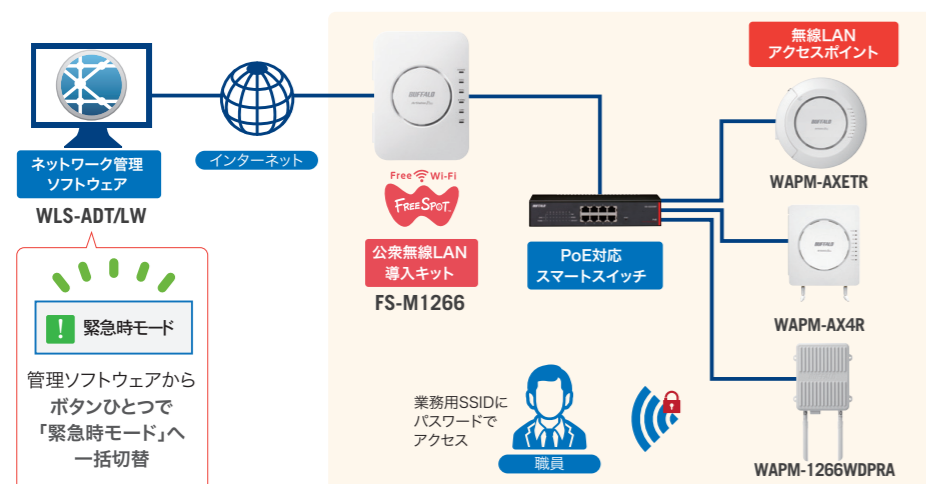 無線LAN
アクセスポイント
BUFFALO
ネットワーク管理
ソフトウェア
WLS-ADT/LW
インターネット
Free Wi-Fi
FREESPOT
公衆無線LAN
導入キット
FS-M1266
PoE対応
スマートスイッチ
WAPM-AXETR
WAPM-AX4R
WAPM-1266WDPRA
! 緊急時モード
管理ソフトウェアから
ボタンひとつで
「緊急時モード」へ
一括切替
業務用SSIDに
パスワードで
アクセス
職員